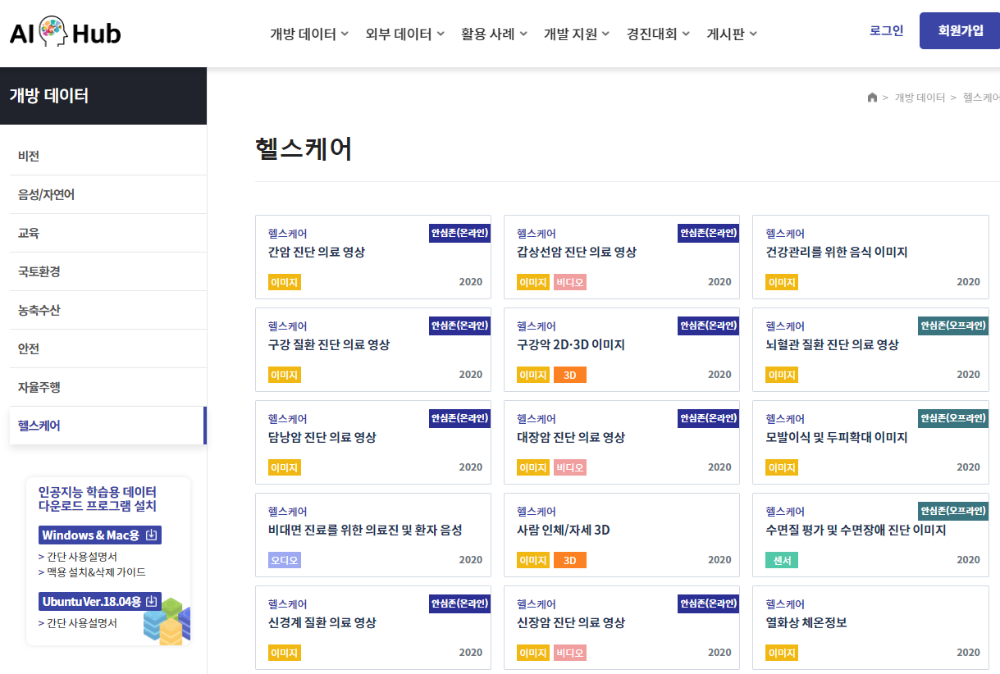 AI Hub
개방 데이터
외부 데이터
활용 사례
개발 지원
경진대회
게시판
로그인
회원가입
개방 데이터
비전
음성/자연어
교육
국토환경
농축수산
안전
자율주행
헬스케어
인공지능 학습용 데이터
다운로드 프로그램 설치
Windows & Mac용
> 간단 사용설명서
> 맥용 설치&삭제 가이드
Ubuntu Ver.18.04용
> 간단 사용설명서
> 개방 데이터 > 헬스케어
헬스케어
헬스케어
안심존(온라인)
간암 진단 의료 영상
이미지
2020
헬스케어
안심존(온라인)
갑상선암 진단 의료 영상
이미지 비디오
2020
헬스케어
건강관리를 위한 음식 이미지
이미지
2020
헬스케어
안심존(온라인)
구강 질환 진단 의료 영상
이미지
2020
헬스케어
안심존(온라인)
구강악 2D·3D 이미지
이미지 3D
2020
헬스케어
안심존(오프라인)
뇌혈관 질환 진단 의료 영상
이미지
2020
헬스케어
안심존(온라인)
담낭암 진단 의료 영상
이미지
2020
헬스케어
안심존(온라인)
대장암 진단 의료 영상
이미지 비디오
2020
헬스케어
안심존(오프라인)
모발이식 및 두피확대 이미지
이미지
2020
헬스케어
비대면 진료를 위한 의료진 및 환자 음성
오디오
2020
헬스케어
사람 인체/자세 3D
이미지 3D
2020
헬스케어
안심존(오프라인)
수면질 평가 및 수면장애 진단 이미지
센서
2020
헬스케어
안심존(온라인)
신경계 질환 의료 영상
이미지
2020
헬스케어
안심존(온라인)
신장암 진단 의료 영상
이미지 비디오
2020
헬스케어
열화상 체온정보
이미지
2020